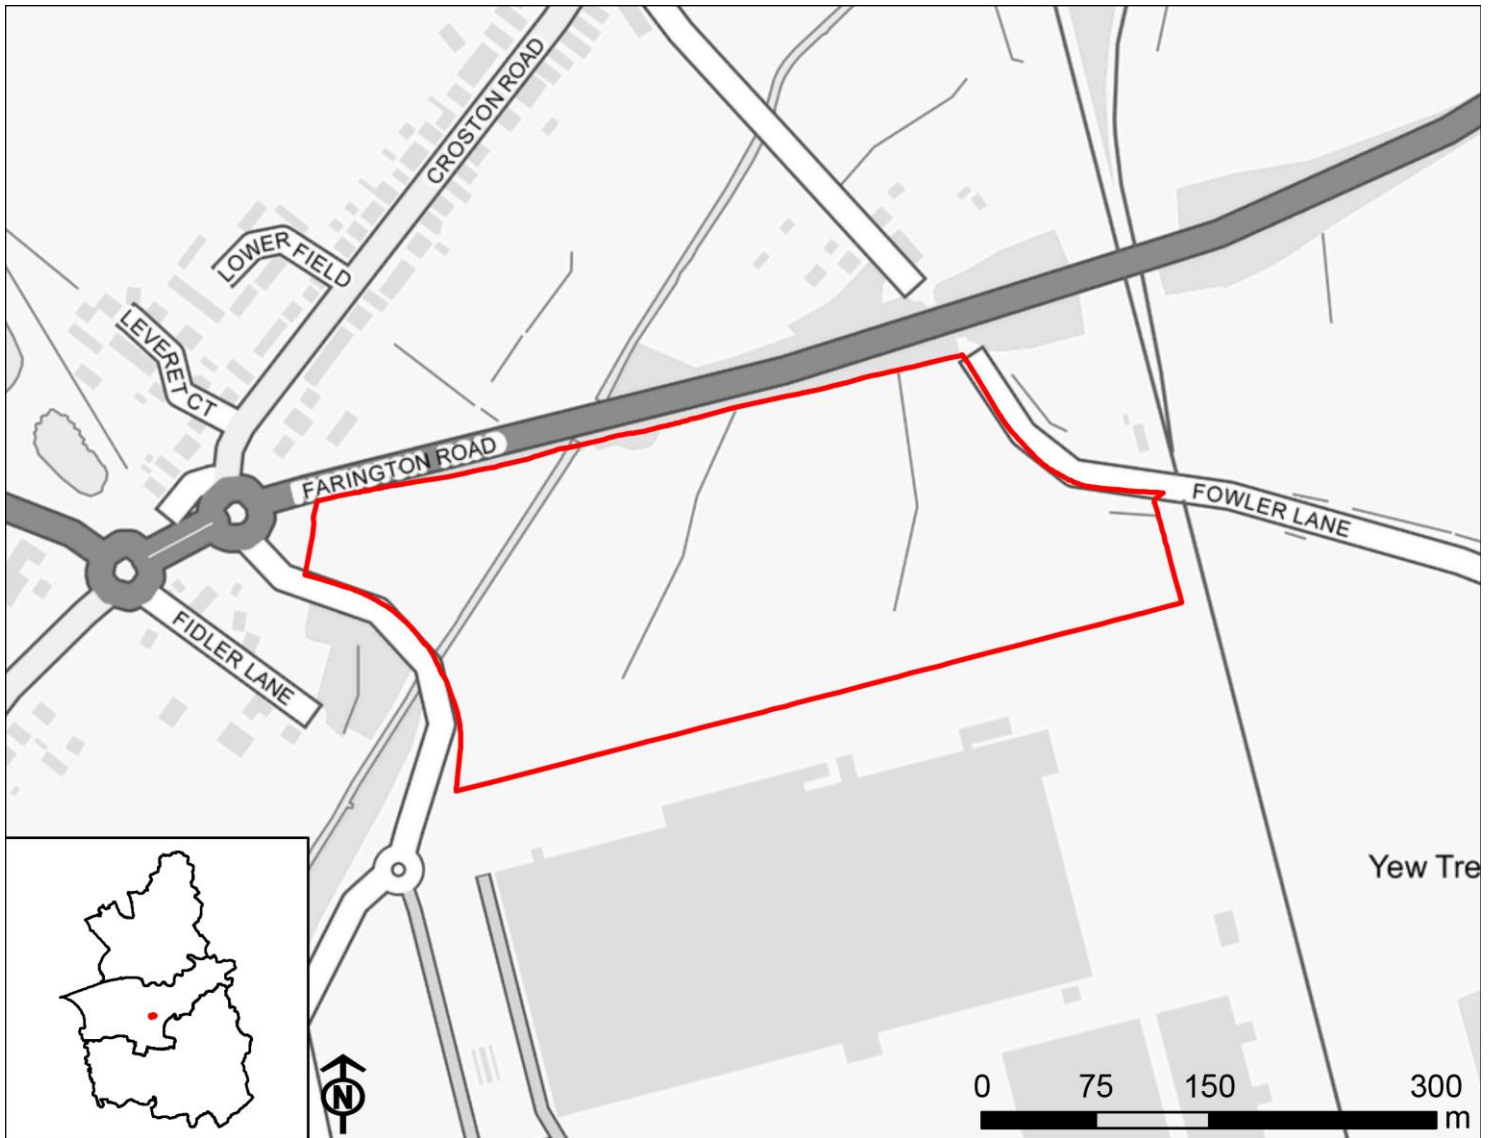 CROSTON ROAD
LOWER FIELD
LEVERET CT
FARINGTON ROAD
FOWLER LANE
FIDLER LANE
Yew Tre
N
0 75 150 300
m